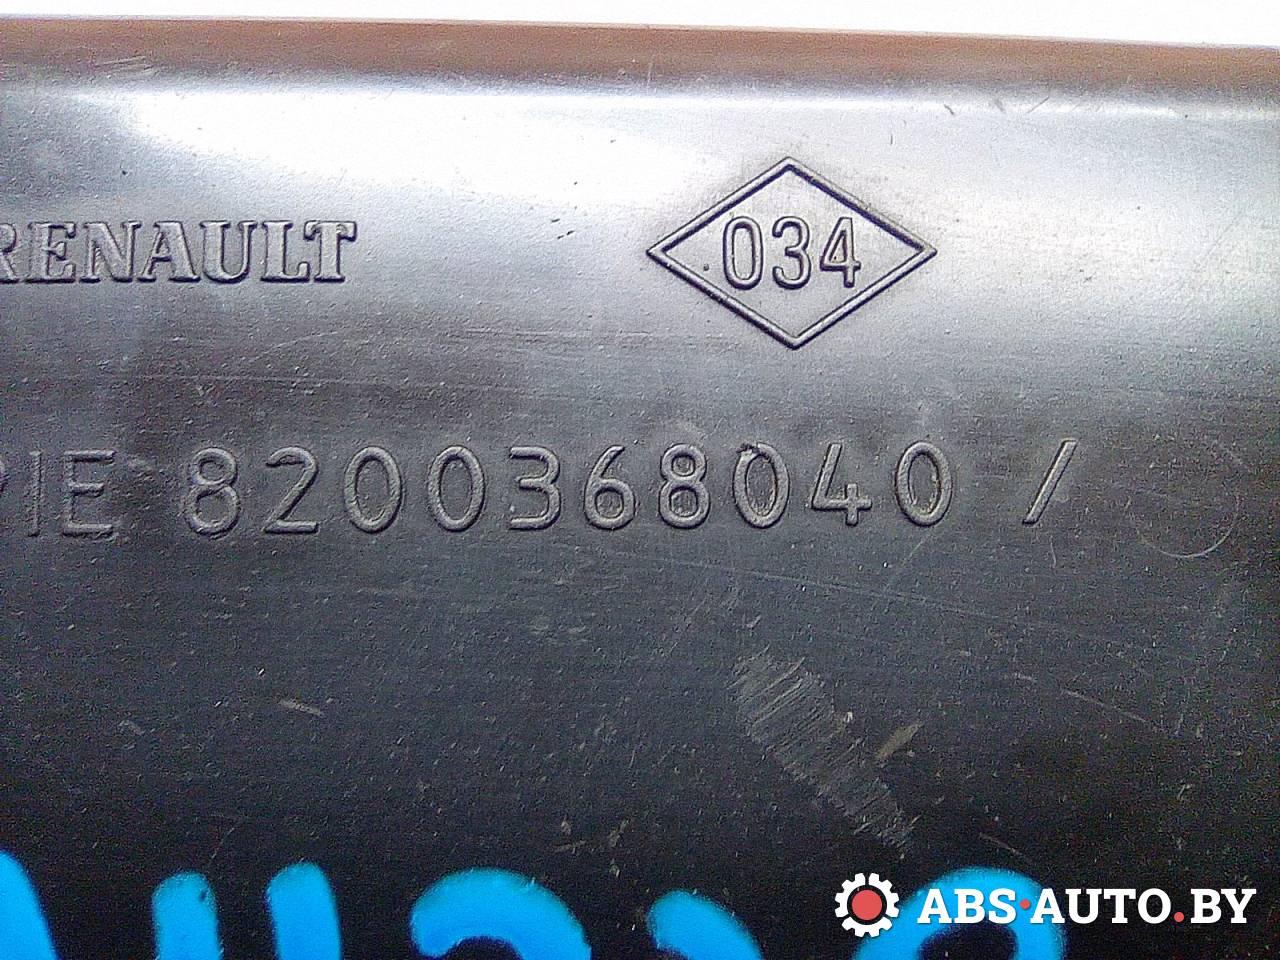 RENAULT
034
PIE 8200368040 /
ABS·AUTO.BY